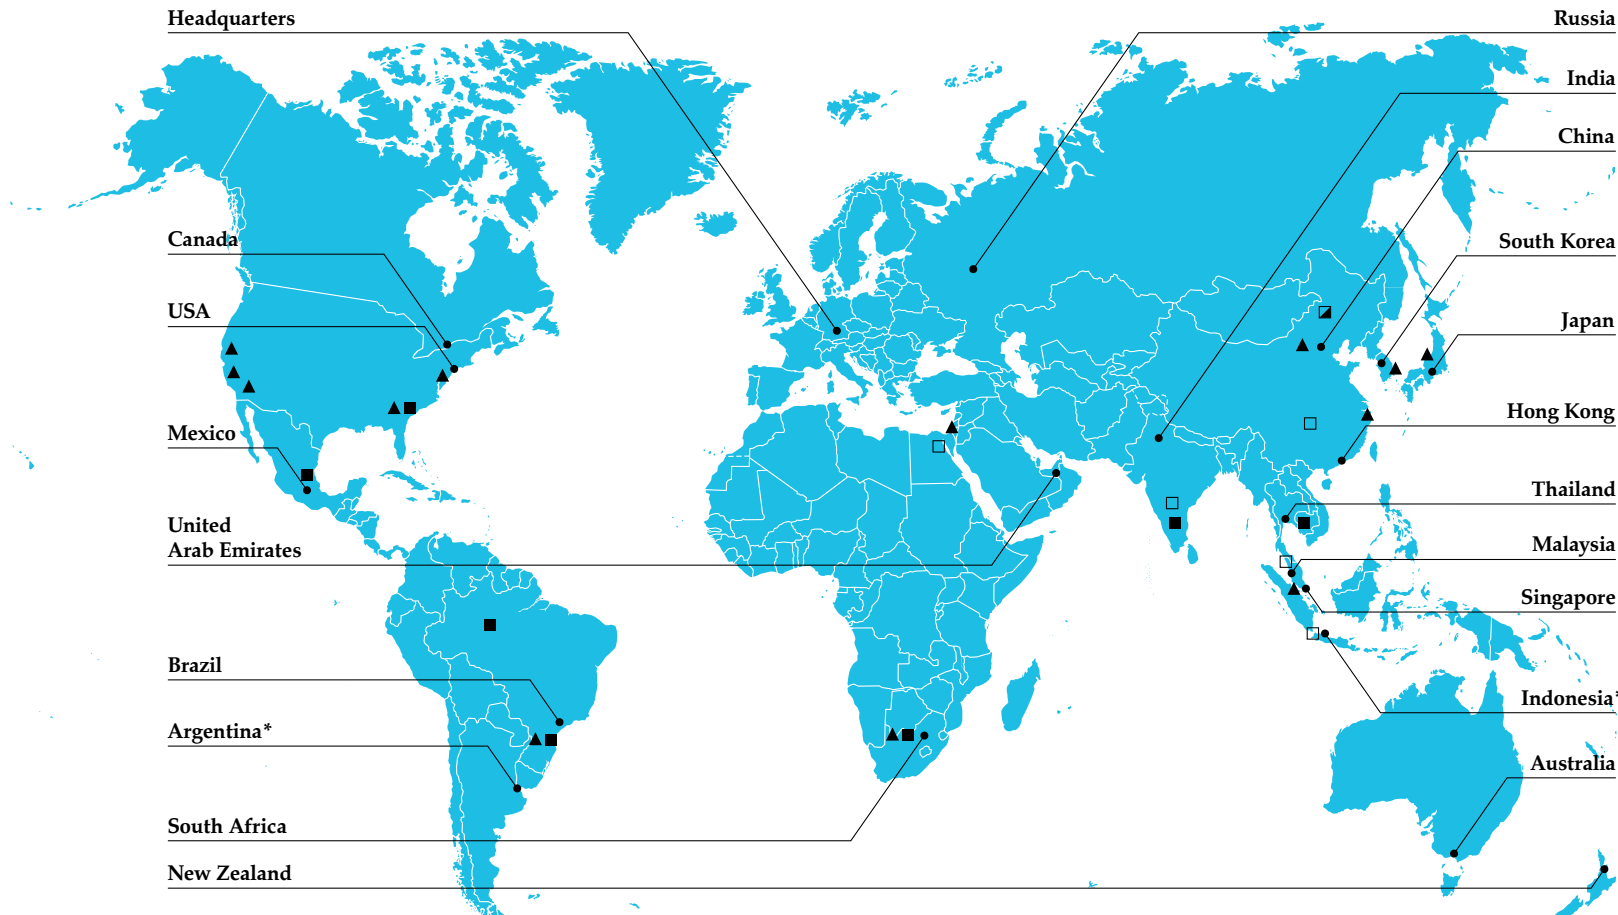 Headquarters
Canada
USA
Mexico
United
Arab Emirates
Brazil
Argentina*
South Africa
New Zealand
Russia
India
China
South Korea
Japan
Hong Kong
Thailand
Malaysia
Singapore
Indonesia*
Australia